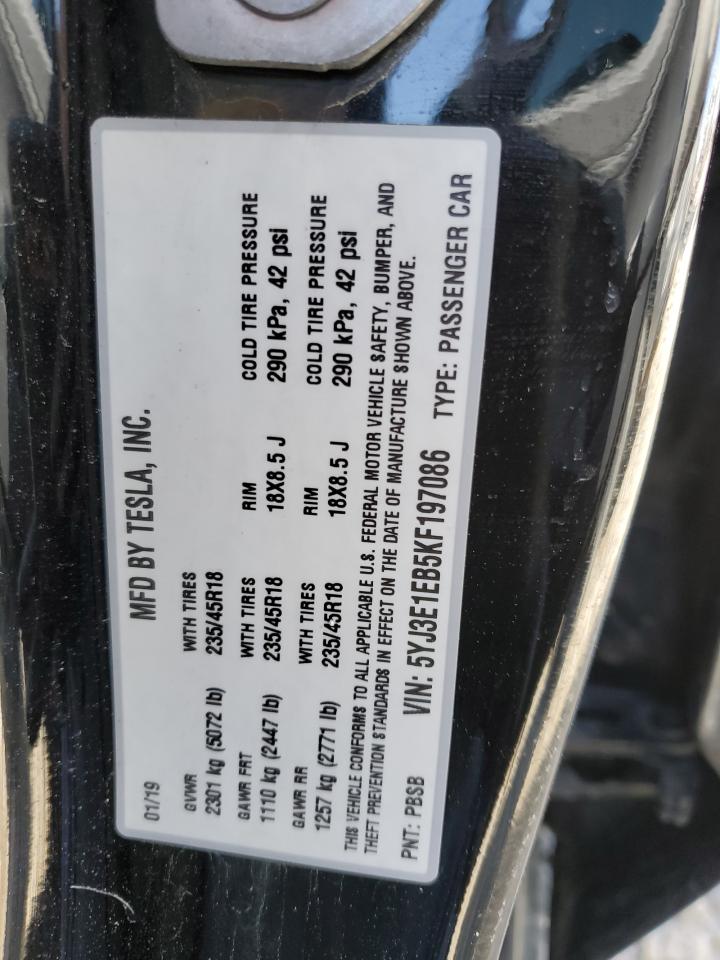 01/19 MFD BY TESLA, INC.
GVWR WITH TIRES
2301 kg (5072 lb) 235/45R18
GAWR FRT WITH TIRES RIM COLD TIRE PRESSURE
1110 kg (2447 lb) 235/45R18 18X8.5 J 290 kPa, 42 psi
GAWR RR WITH TIRES RIM COLD TIRE PRESSURE
1257 kg (2771 lb) 235/45R18 18X8.5 J 290 kPa, 42 psi
THIS VEHICLE CONFORMS TO ALL APPLICABLE U.S. FEDERAL MOTOR VEHICLE SAFETY, BUMPER, AND
THEFT PREVENTION STANDARDS IN EFFECT ON THE DATE OF MANUFACTURE SHOWN ABOVE.
PNT: PBSB VIN: 5YJ3E1EB5KF197086 TYPE: PASSENGER CAR